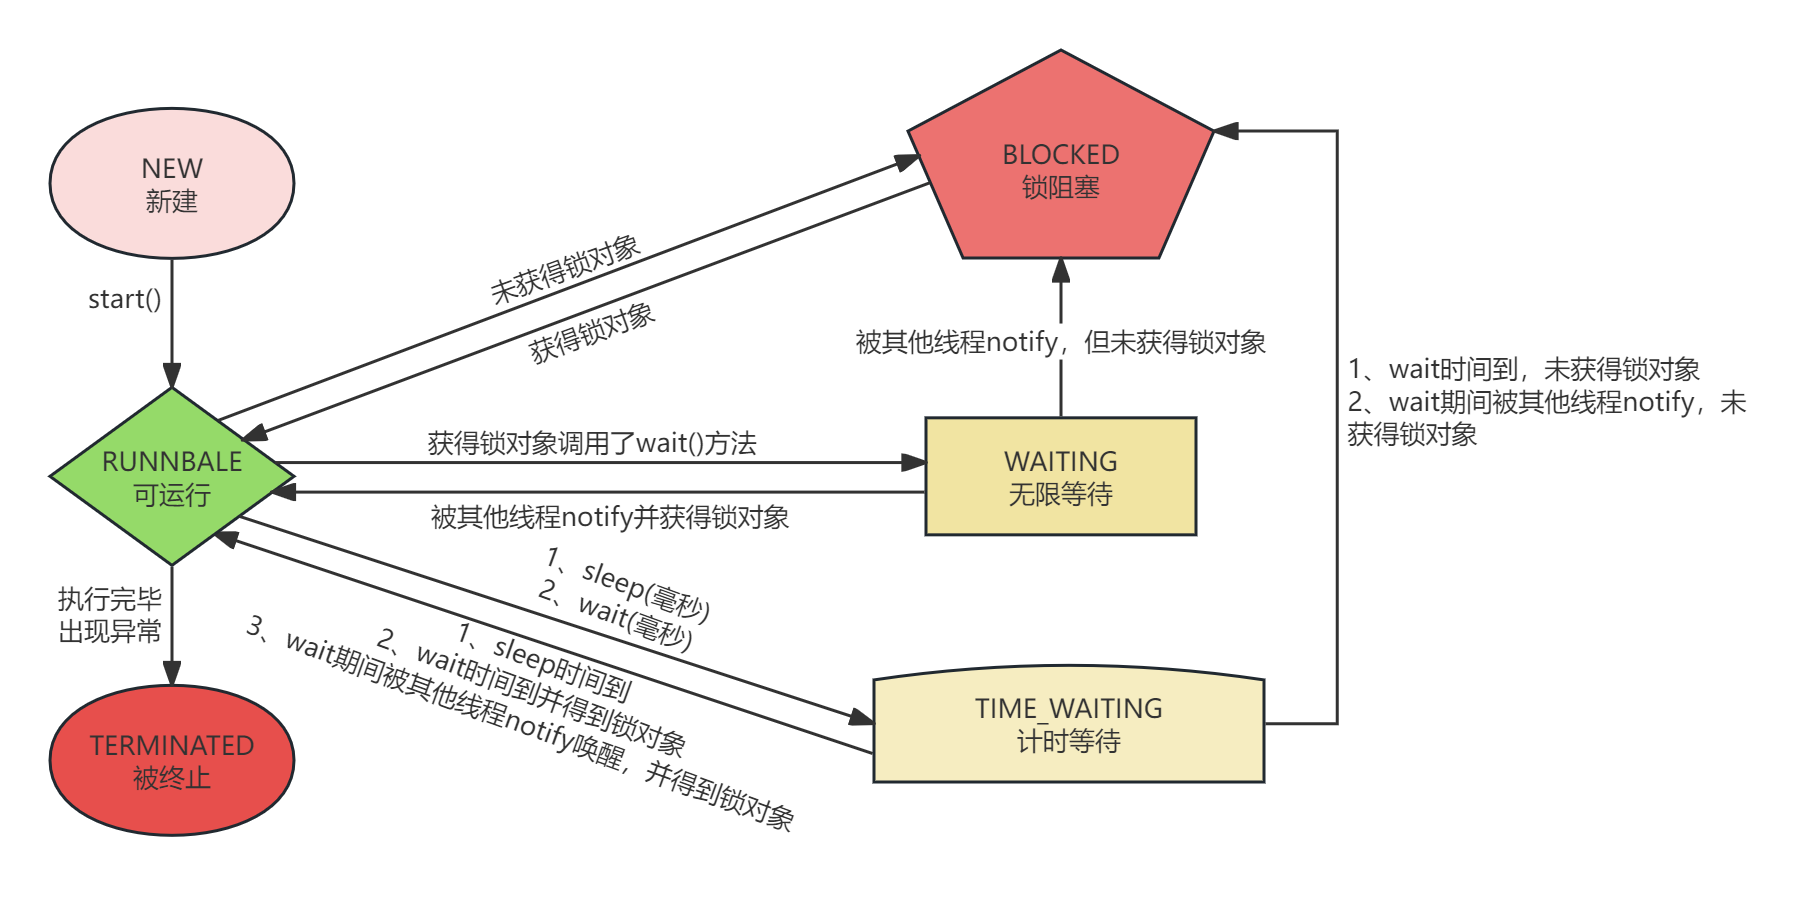 NEW
新建
start()
RUNNBALE
可运行
执行完毕
出现异常
TERMINATED
被终止
未获得锁对象
获得锁对象
BLOCKED
锁阻塞
被其他线程notify，但未获得锁对象
获得锁对象调用了wait()方法
被其他线程notify并获得锁对象
WAITING
无限等待
1、wait时间到，未获得锁对象
2、wait期间被其他线程notify，未
获得锁对象
1、sleep(毫秒)
2、wait(毫秒)
1、sleep时间到
2、wait时间到并得到锁对象
3、wait期间被其他线程notify唤醒，并得到锁对象
TIME_WAITING
计时等待